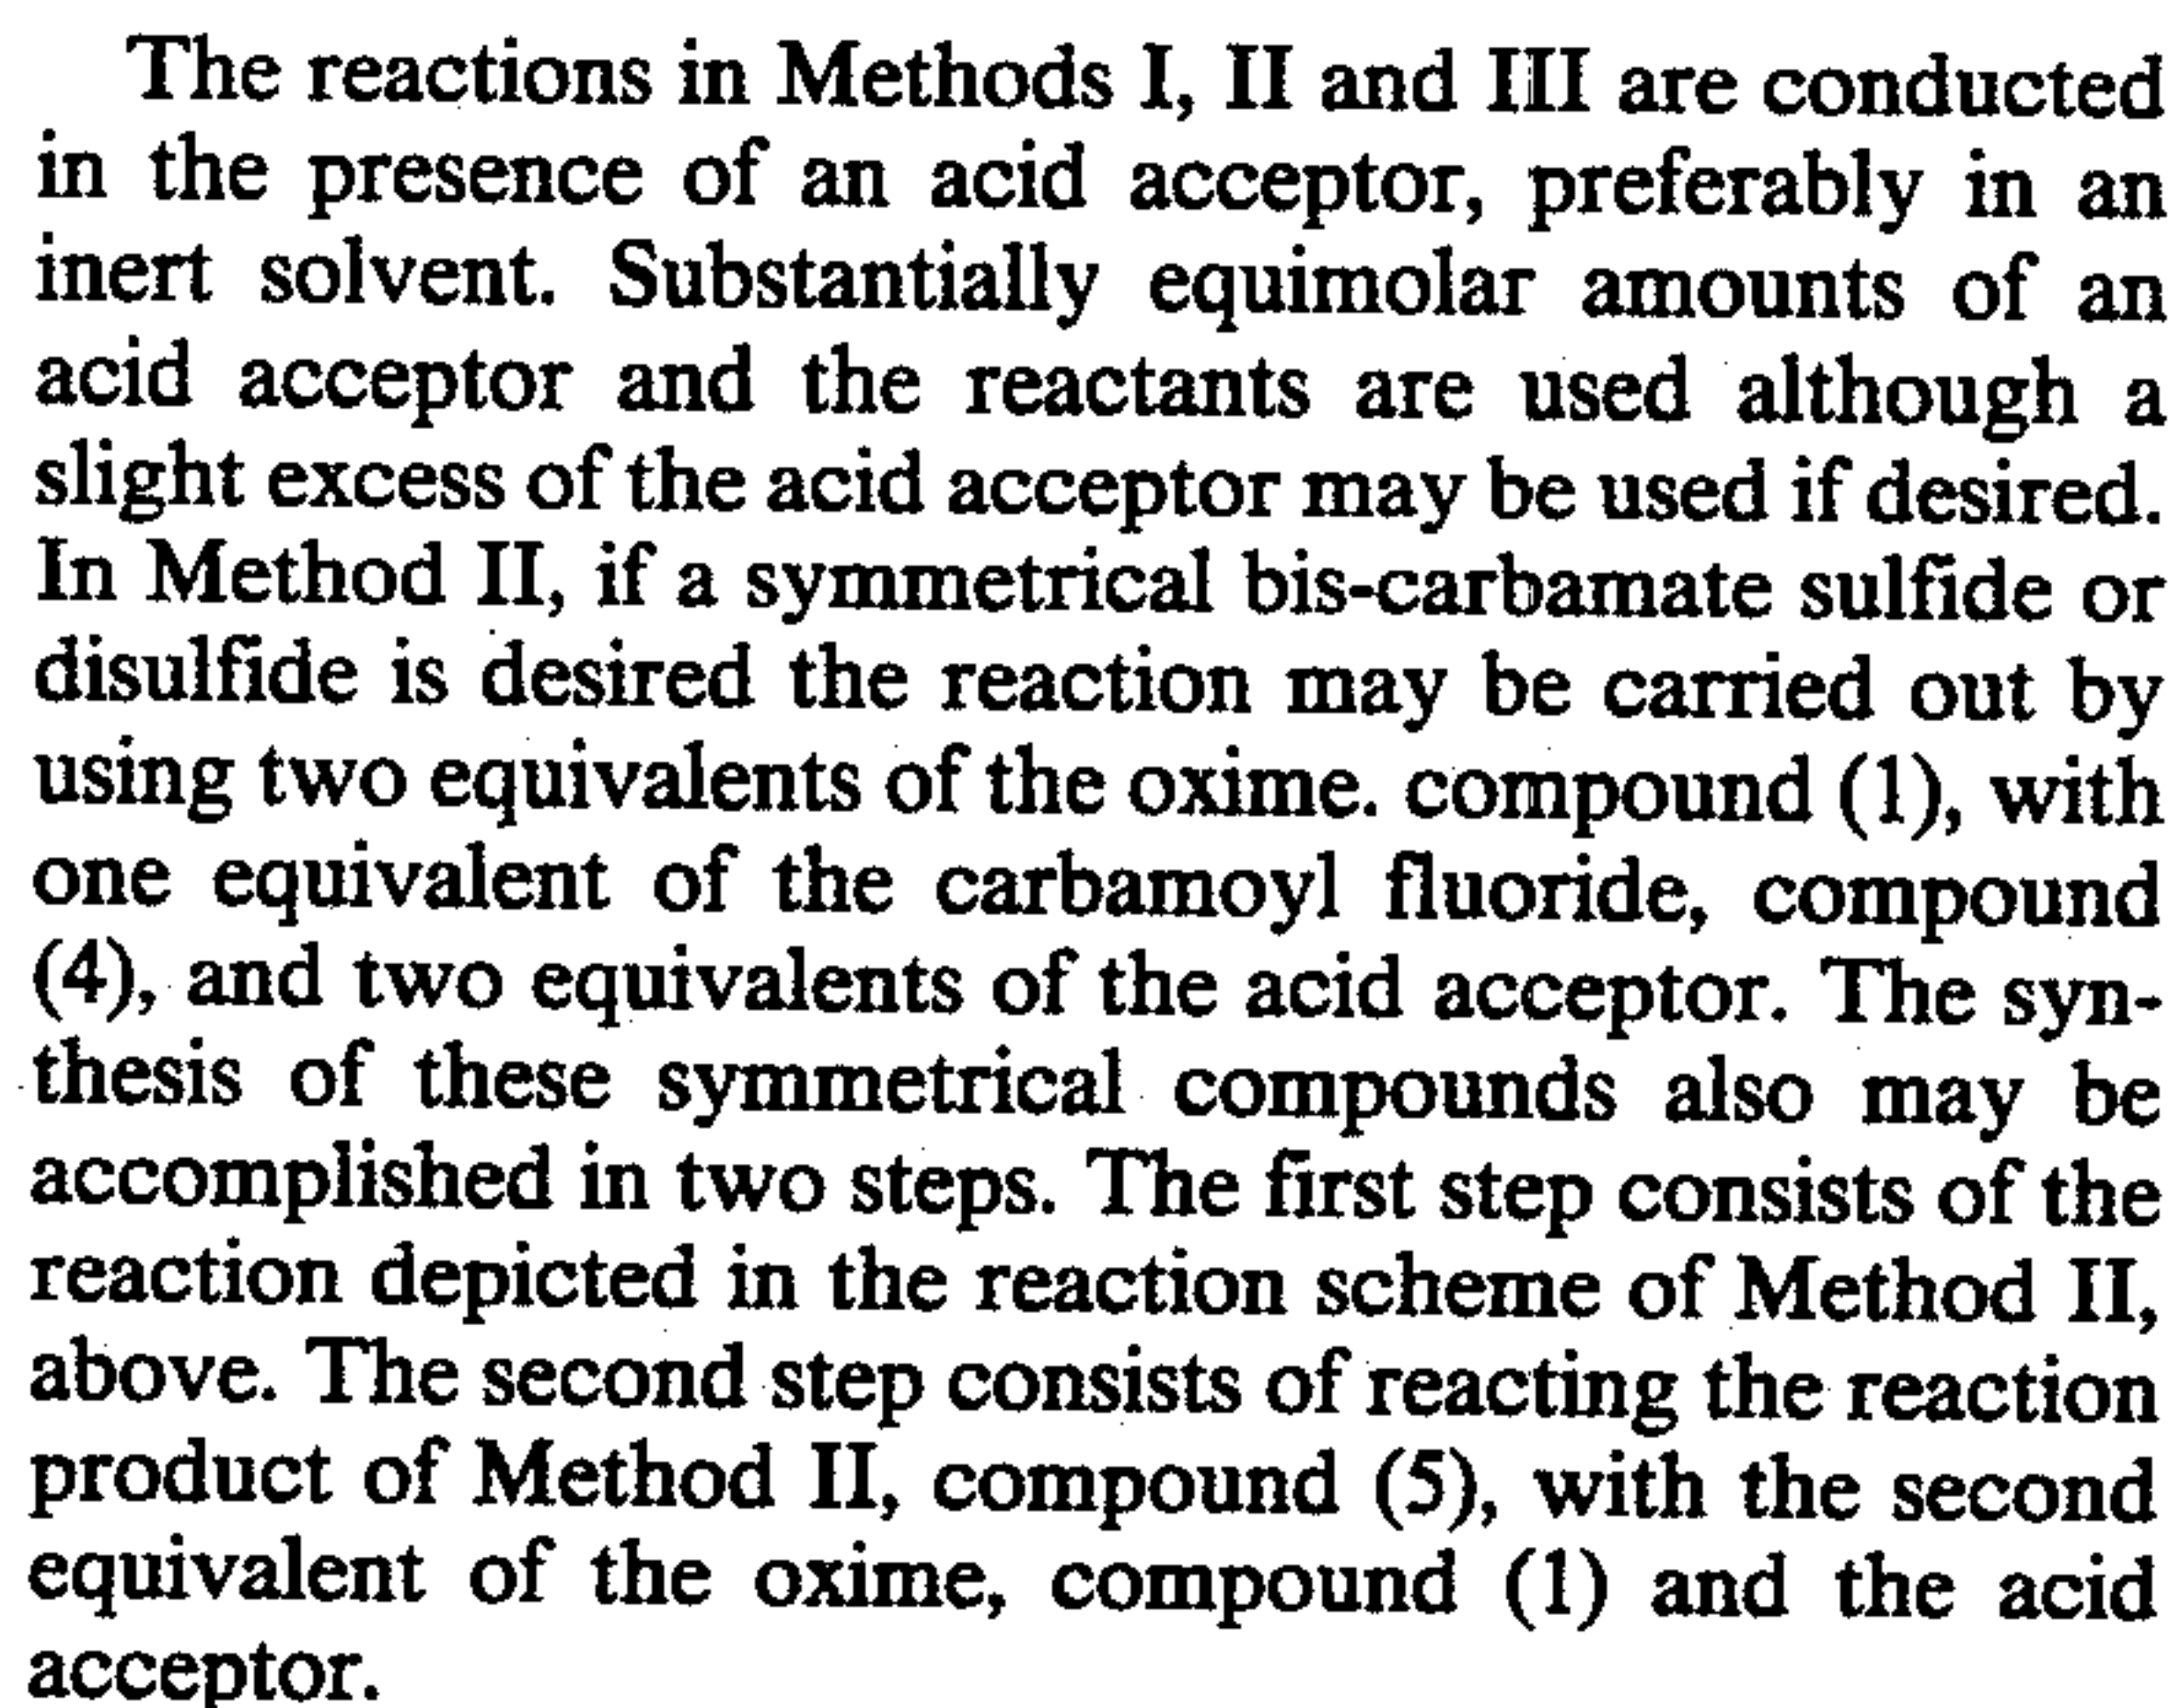 The reactions in Methods I, II and III are conducted
in the presence of an acid acceptor, preferably in an
inert solvent. Substantially equimolar amounts of an
acid acceptor and the reactants are used although a
slight excess of the acid acceptor may be used if desired.
In Method II, if a symmetrical bis-carbamate sulfide or
disulfide is desired the reaction may be carried out by
using two equivalents of the oxime. compound (1), with
one equivalent of the carbamoyl fluoride, compound
(4), and two equivalents of the acid acceptor. The syn-
thesis of these symmetrical compounds also may be
accomplished in two steps. The first step consists of the
reaction depicted in the reaction scheme of Method II,
above. The second step consists of reacting the reaction
product of Method II, compound (5), with the second
equivalent of the oxime, compound (1) and the acid
acceptor.